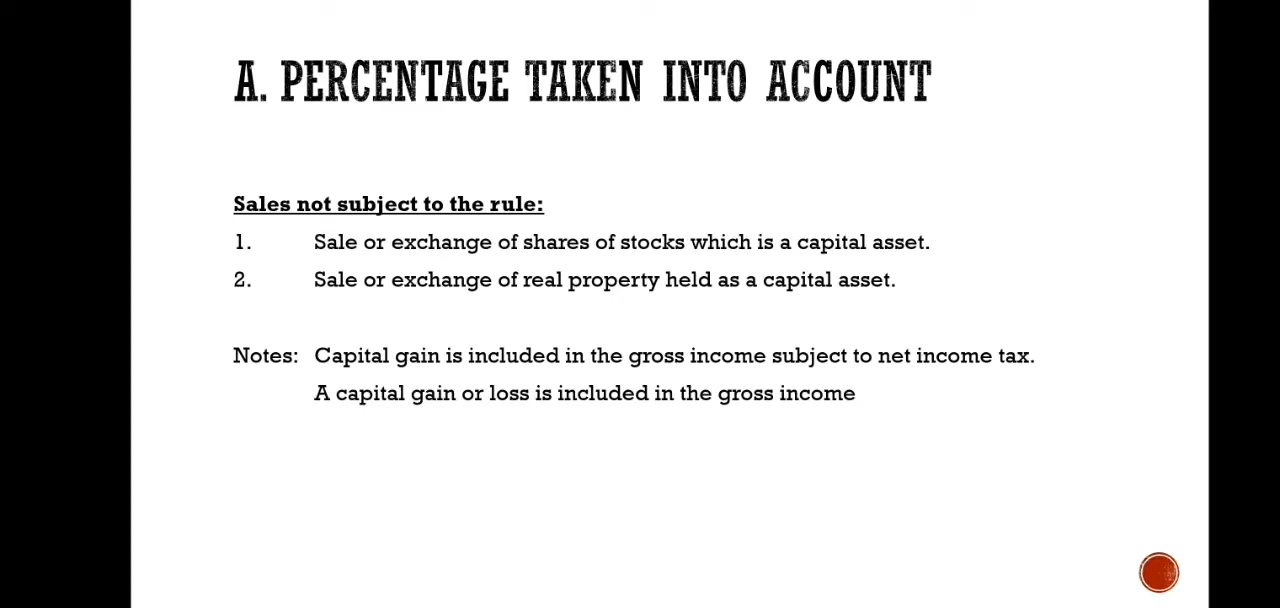 A. PERCENTAGE TAKEN INTO ACCOUNT
Sales not subject to the rule:
1. Sale or exchange of shares of stocks which is a capital asset.
2. Sale or exchange of real property held as a capital asset.
Notes: Capital gain is included in the gross income subject to net income tax.
A capital gain or loss is included in the gross income